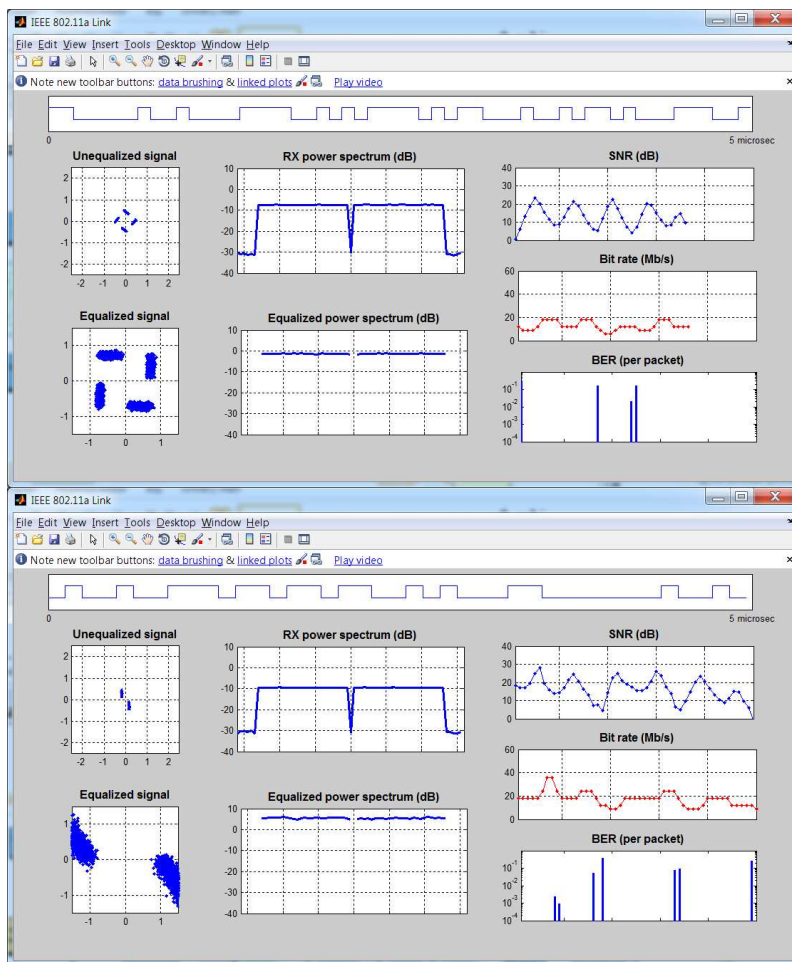 IEEE 802.11a Link
File Edit View Insert Tools Desktop Window Help
Note new toolbar buttons: data brushing & linked plots Play video
0 5 microsec
Unequalized signal
2
1
0
-1
-2
-2 -1 0 1 2
RX power spectrum (dB)
10
0
-10
-20
-30
-40
SNR (dB)
40
30
20
10
0
Bit rate (Mb/s)
60
40
20
0
Equalized signal
1
0
-1
-1 0 1
Equalized power spectrum (dB)
10
0
-10
-20
-30
-40
BER (per packet)
10-1
10-2
10-3
10-4
IEEE 802.11a Link
File Edit View Insert Tools Desktop Window Help
Note new toolbar buttons: data brushing & linked plots Play video
0 5 microsec
Unequalized signal
2
1
0
-1
-2
-2 -1 0 1 2
RX power spectrum (dB)
10
0
-10
-20
-30
-40
SNR (dB)
40
30
20
10
0
Bit rate (Mb/s)
60
40
20
0
Equalized signal
1
0
-1
-1 0 1
Equalized power spectrum (dB)
10
0
-10
-20
-30
-40
BER (per packet)
10-1
10-2
10-3
10-4